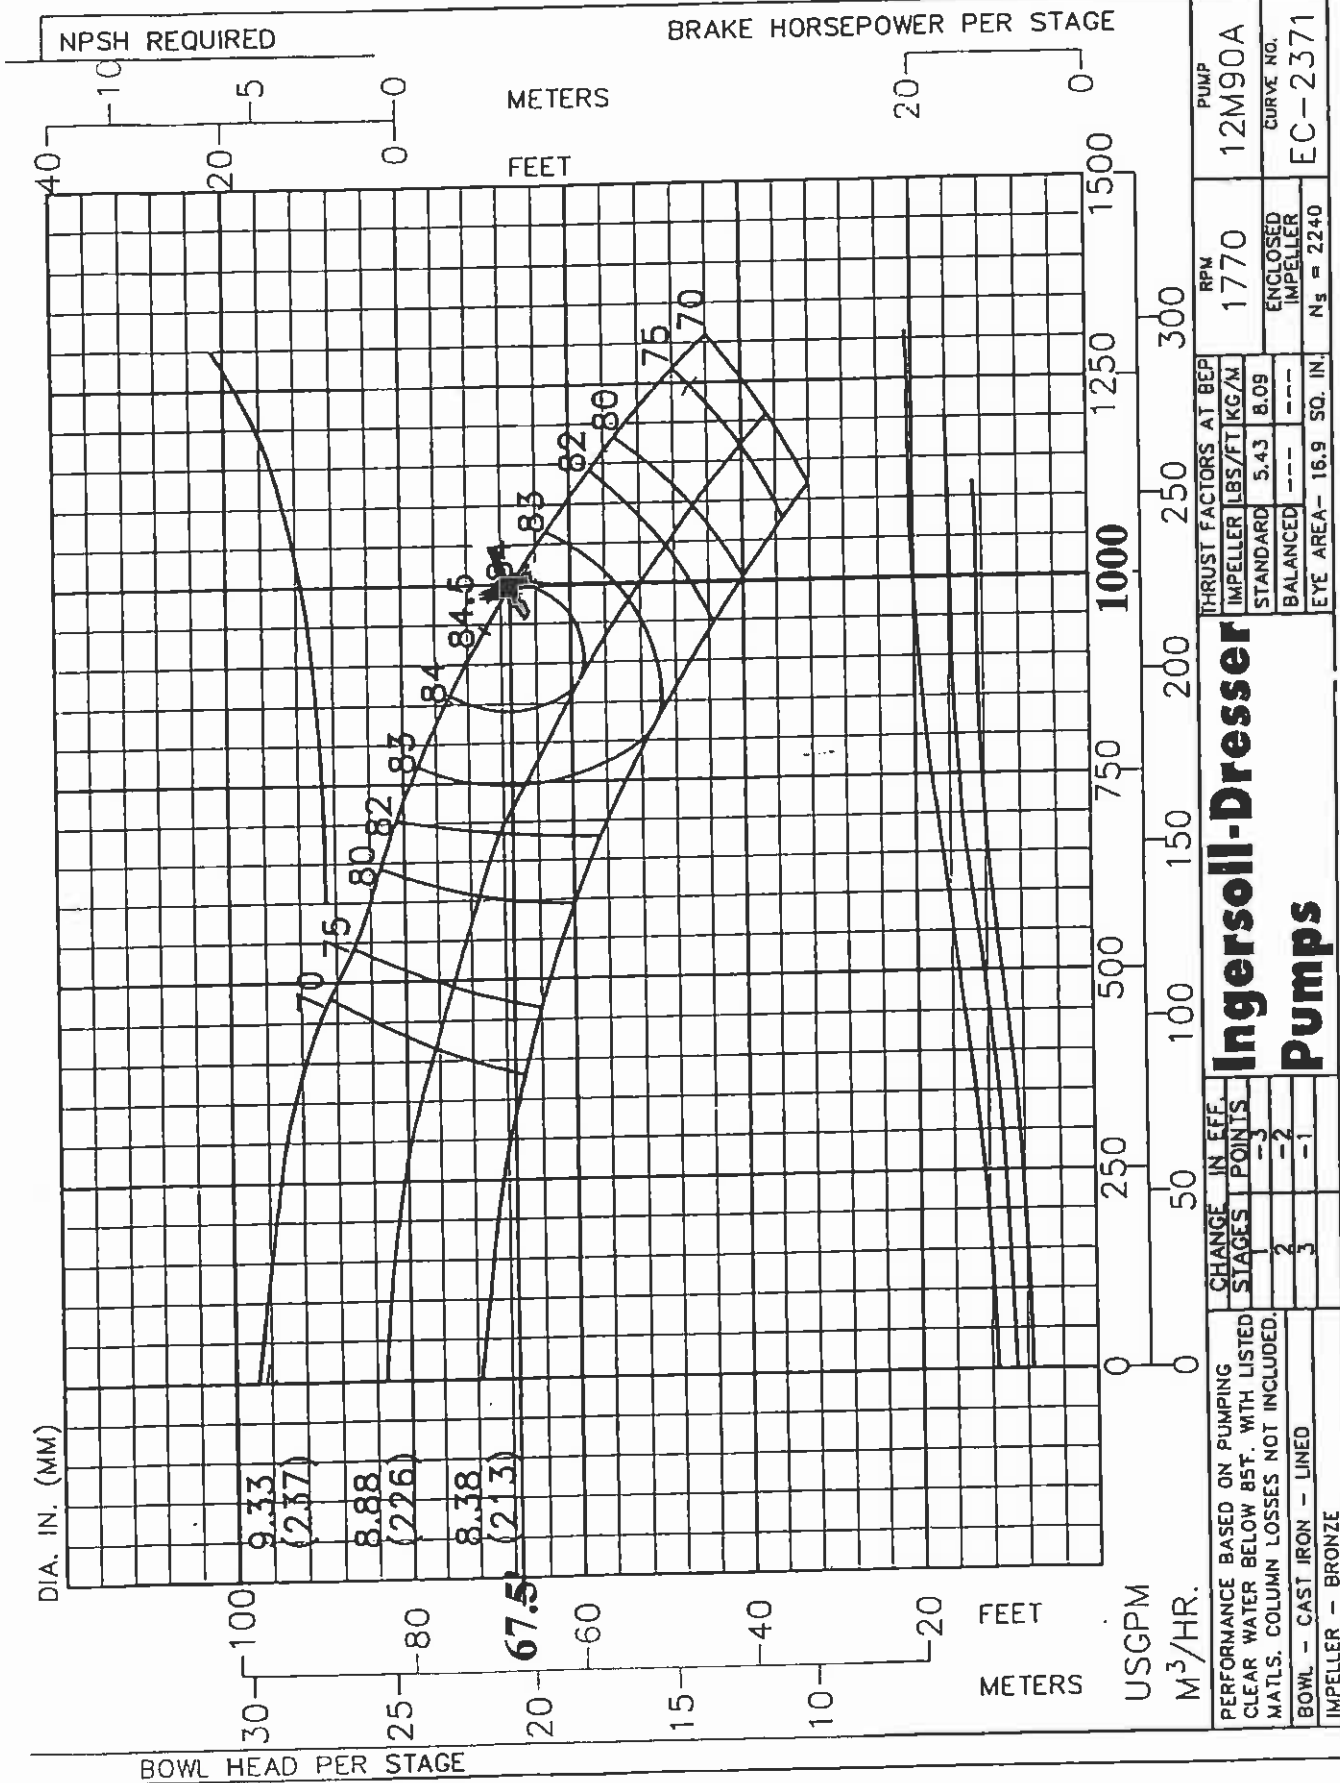 BOWL HEAD PER STAGE
30
25
20
15
10
METERS
100
80
67.5'
60
40
20
FEET
DIA. IN. (MM)
9.33
(237)
8.88
(226)
8.38
(213)
70
75
80
82
83
84
84.5
83
82
80
75
70
NPSH REQUIRED
10
5
0
METERS
40
20
0
FEET
BRAKE HORSEPOWER PER STAGE
20
0
USGPM
0
250
500
750
1000
1250
1500
M3/HR.
0
50
100
150
200
250
300
PERFORMANCE BASED ON PUMPING
CLEAR WATER BELOW 85F. WITH LISTED
MATLS. COLUMN LOSSES NOT INCLUDED.
BOWL - CAST IRON - LINED
IMPELLER - BRONZE
CHANGE IN EFF.
STAGES POINTS
1 -3
2 -2
3 -1
Ingersoll-Dresser
Pumps
THRUST FACTORS AT BEP
IMPELLER LBS/FT KG/M
STANDARD 5.43 8.09
BALANCED --- ---
EYE AREA- 16.9 SQ. IN.
RPM
1770
ENCLOSED
IMPELLER
Ns = 2240
PUMP
12M90A
CURVE NO.
EC-2371